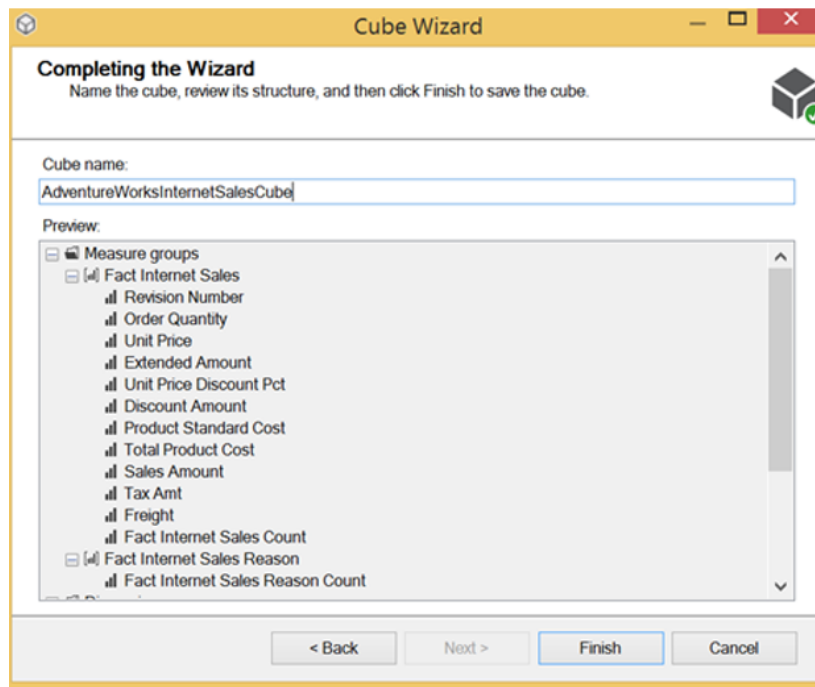 Cube Wizard
Completing the Wizard
Name the cube, review its structure, and then click Finish to save the cube.
Cube name:
AdventureWorksInternetSalesCube
Preview:
Measure groups
Fact Internet Sales
Revision Number
Order Quantity
Unit Price
Extended Amount
Unit Price Discount Pct
Discount Amount
Product Standard Cost
Total Product Cost
Sales Amount
Tax Amt
Freight
Fact Internet Sales Count
Fact Internet Sales Reason
Fact Internet Sales Reason Count
< Back Next > Finish Cancel